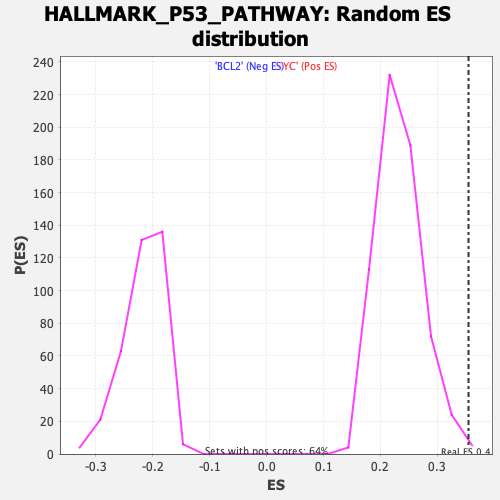 HALLMARK_P53_PATHWAY: Random ES
distribution
'BCL2' (Neg ES) YC' (Pos ES)
240
220
200
180
160
140
120
100
80
60
40
20
0
P(ES)
Sets with pos scores: 64%
Real ES 0.4
-0.3 -0.2 -0.1 0.0 0.1 0.2 0.3
ES